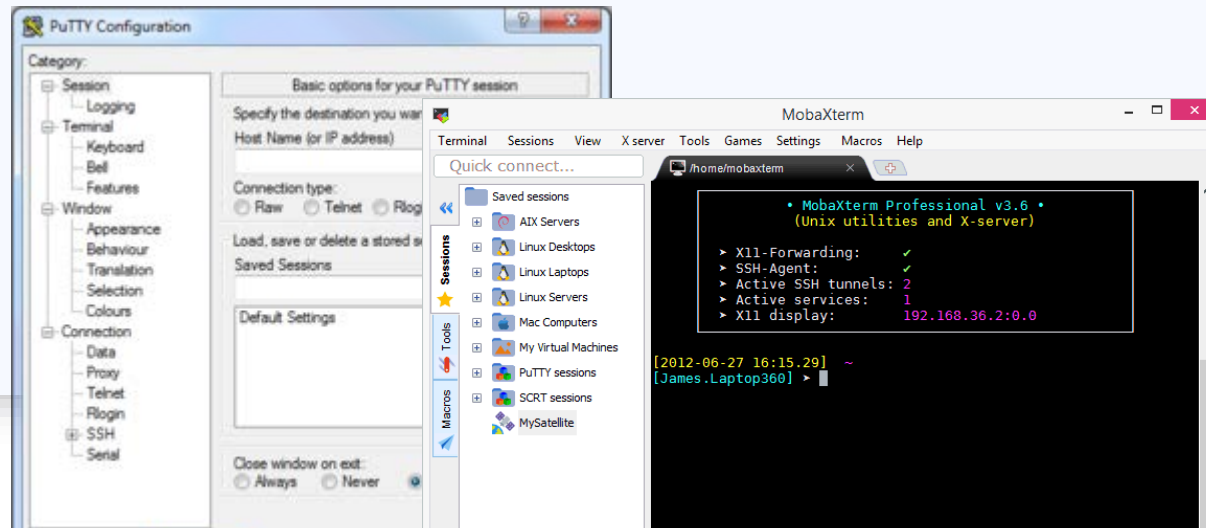 PuTTY Configuration
Category:
Session
Logging
Terminal
Keyboard
Bell
Features
Window
Appearance
Behaviour
Translation
Selection
Colours
Connection
Data
Proxy
Telnet
Rlogin
SSH
Serial
Basic options for your PuTTY session
Specify the destination you
Host Name (or IP address)
Connection type:
Raw Telnet
Load, save or delete a stored
Saved Sessions
Default Settings
Close window on exit:
Always Never
MobaXterm
Terminal Sessions View X server Tools Games Settings Macros Help
Quick connect...
/home/mobaxterm
Sessions
Tools
Macros
Saved sessions
AIX Servers
Linux Desktops
Linux Laptops
Linux Servers
Mac Computers
My Virtual Machines
PuTTY sessions
SCRT sessions
MySatellite
• MobaXterm Professional v3.6 •
(Unix utilities and X-server)
➤ X11-Forwarding: ✔
➤ SSH-Agent: ✔
➤ Active SSH tunnels: 2
➤ Active services: 1
➤ X11 display: 192.168.36.2:0.0
[2012-06-27 16:15.29] ~
[James.Laptop360] ➤